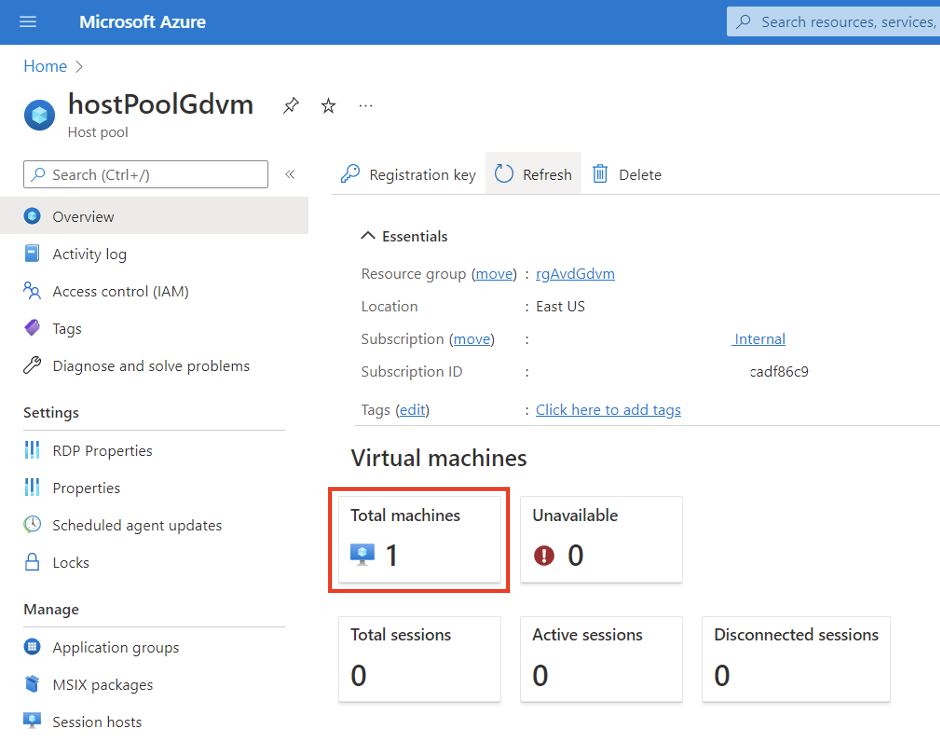 Microsoft Azure
Search resources, services,
Home
hostPoolGdvm
Host pool
Search (Ctrl+/)
Registration key
Refresh
Delete
Overview
Activity log
Access control (IAM)
Tags
Diagnose and solve problems
Settings
RDP Properties
Properties
Scheduled agent updates
Locks
Manage
Application groups
MSIX packages
Session hosts
Essentials
Resource group (move) : rgAvdGdvm
Location : East US
Subscription (move) : Internal
Subscription ID : cadf86c9
Tags (edit) : Click here to add tags
Virtual machines
Total machines
1
Unavailable
0
Total sessions
0
Active sessions
0
Disconnected sessions
0